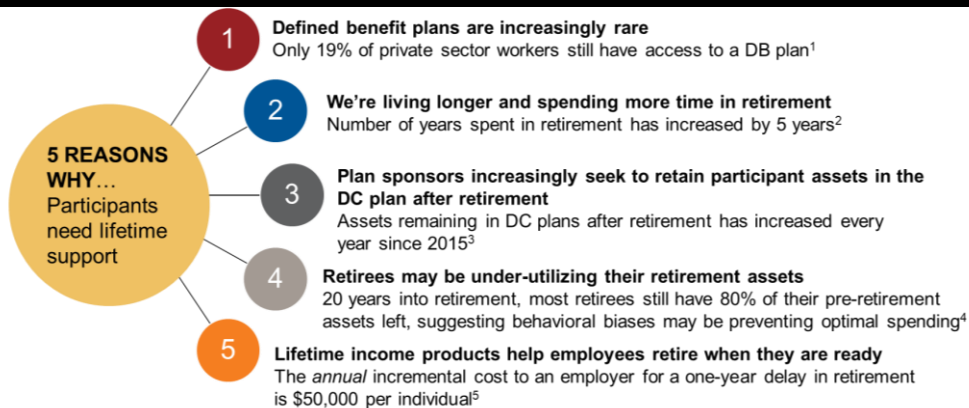 5 REASONS
WHY…
Participants
need lifetime
support
1
Defined benefit plans are increasingly rare
Only 19% of private sector workers still have access to a DB plan¹
2
We're living longer and spending more time in retirement
Number of years spent in retirement has increased by 5 years²
3
Plan sponsors increasingly seek to retain participant assets in the
DC plan after retirement
Assets remaining in DC plans after retirement has increased every
year since 2015³
4
Retirees may be under-utilizing their retirement assets
20 years into retirement, most retirees still have 80% of their pre-retirement
assets left, suggesting behavioral biases may be preventing optimal spending⁴
5
Lifetime income products help employees retire when they are ready
The annual incremental cost to an employer for a one-year delay in retirement
is $50,000 per individual⁵